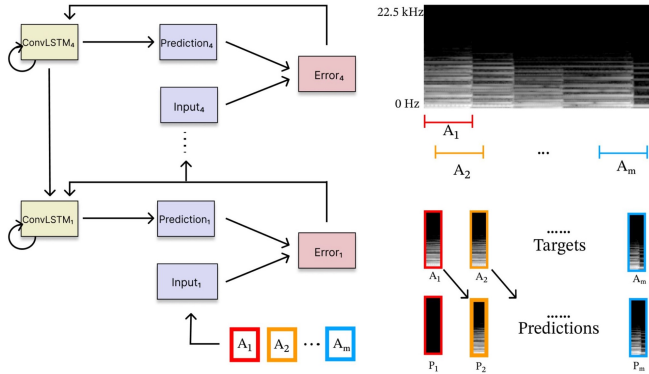 ConvLSTM₄
Prediction₄
Error₄
Input₄
ConvLSTM₁
Prediction₁
Error₁
Input₁
A₁ A₂ ... Aₘ
22.5 kHz
0 Hz
A₁
A₂
...
Aₘ
......
Targets
A₁ A₂ Aₘ
......
Predictions
P₁ P₂ Pₘ